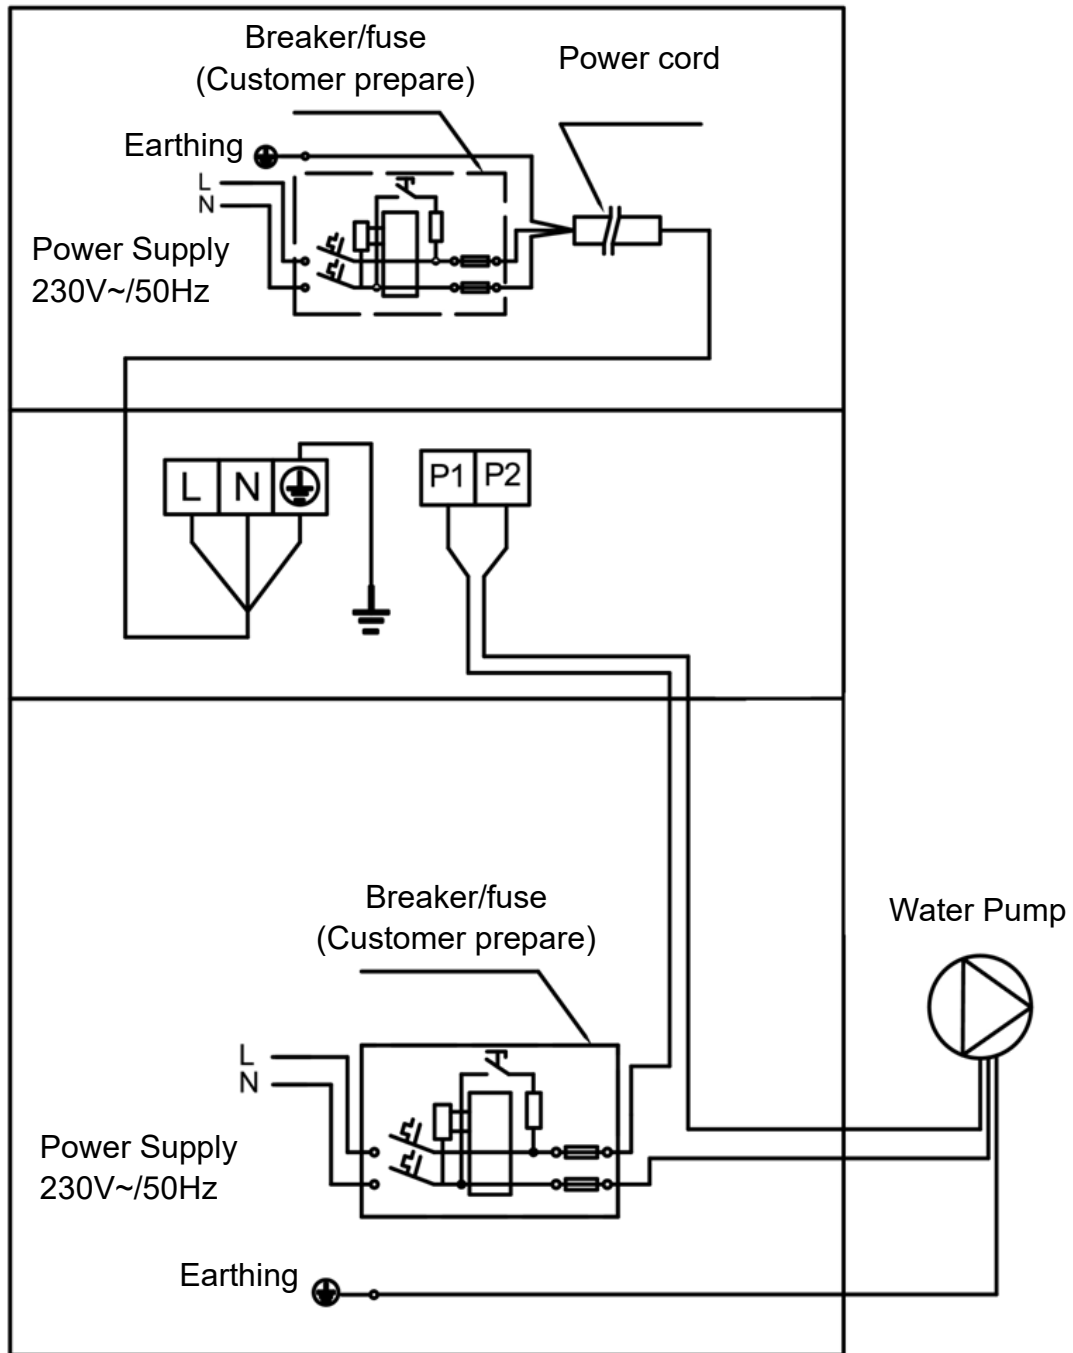 Breaker/fuse
(Customer prepare)
Power cord
Earthing
L
N
Power Supply
230V~/50Hz
L N
P1 P2
Breaker/fuse
(Customer prepare)
Water Pump
L
N
Power Supply
230V~/50Hz
Earthing